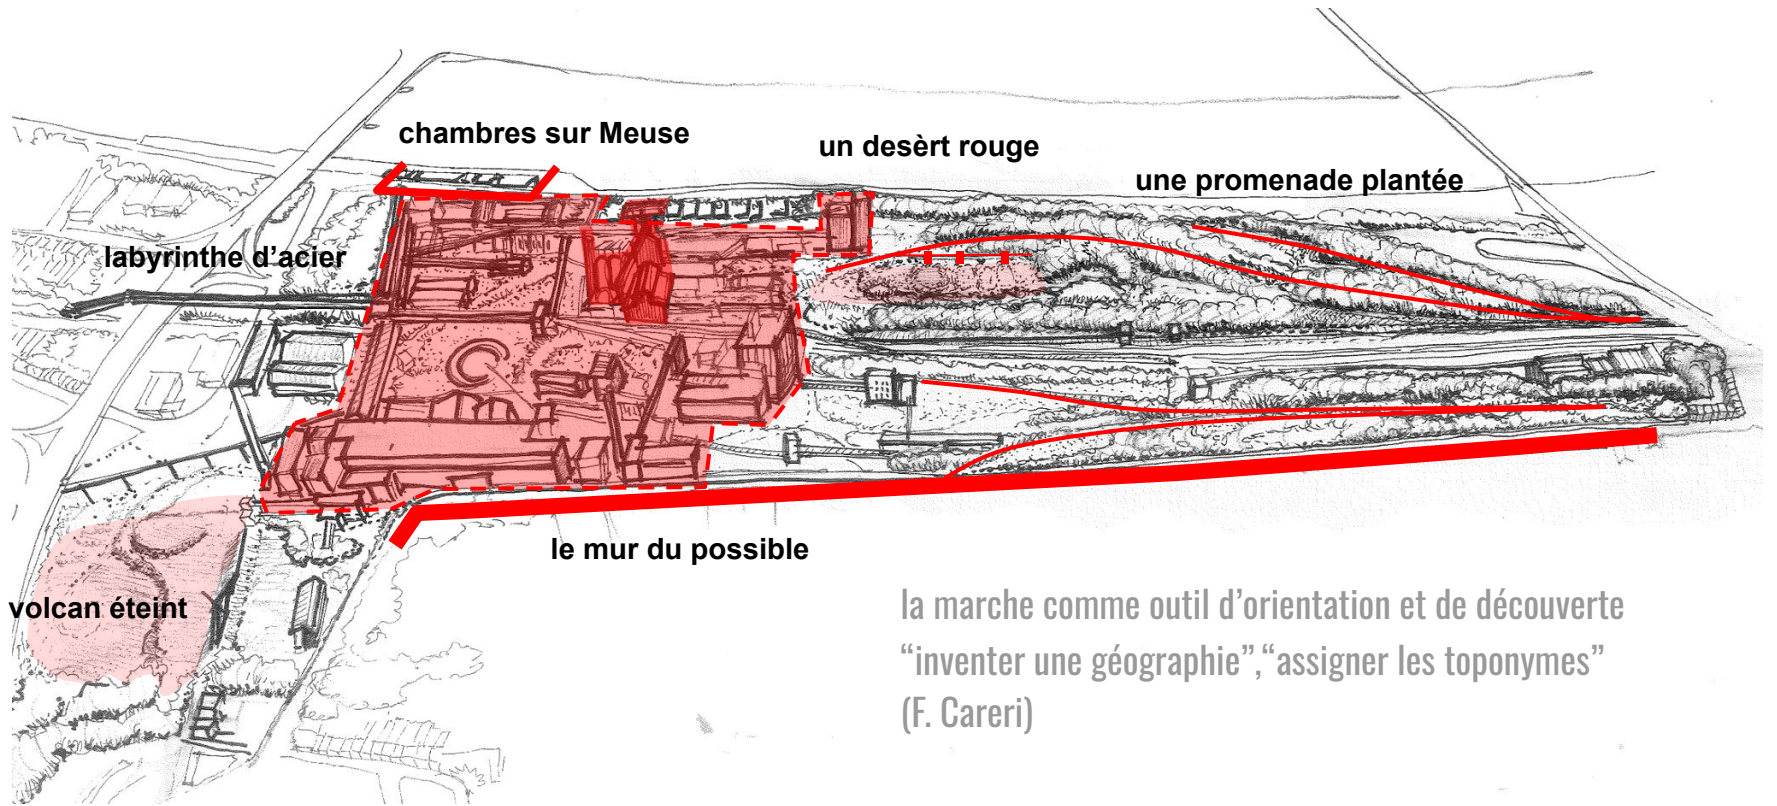 chambres sur Meuse
un desèrt rouge
une promenade plantée
labyrinthe d’acier
le mur du possible
volcan éteint
la marche comme outil d’orientation et de découverte
“inventer une géographie”,“assigner les toponymes”
(F. Careri)